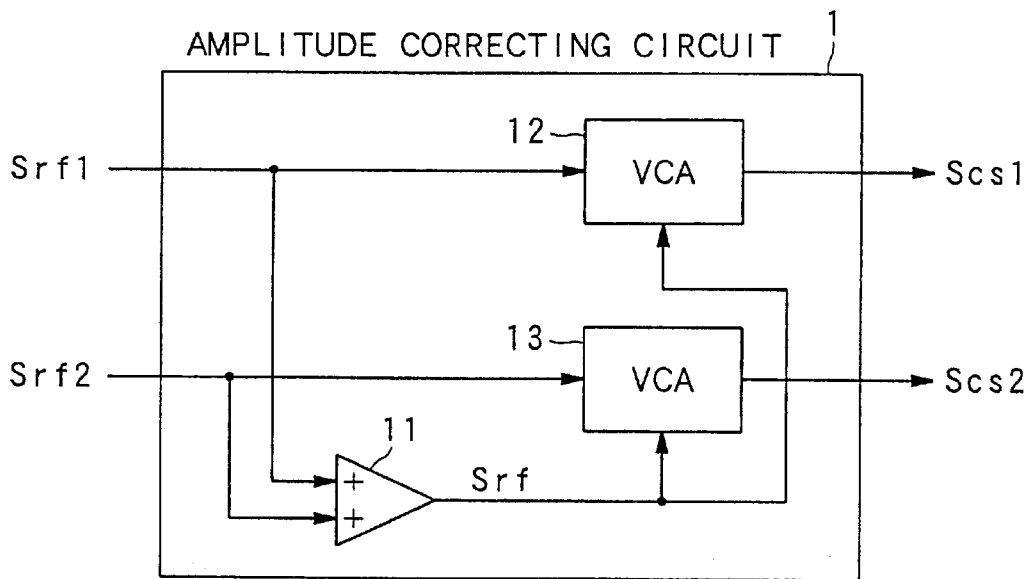 1
AMPLITUDE CORRECTING CIRCUIT
12
Srf1
VCA
Scs1
13
Srf2
VCA
Scs2
11
+
Srf
+